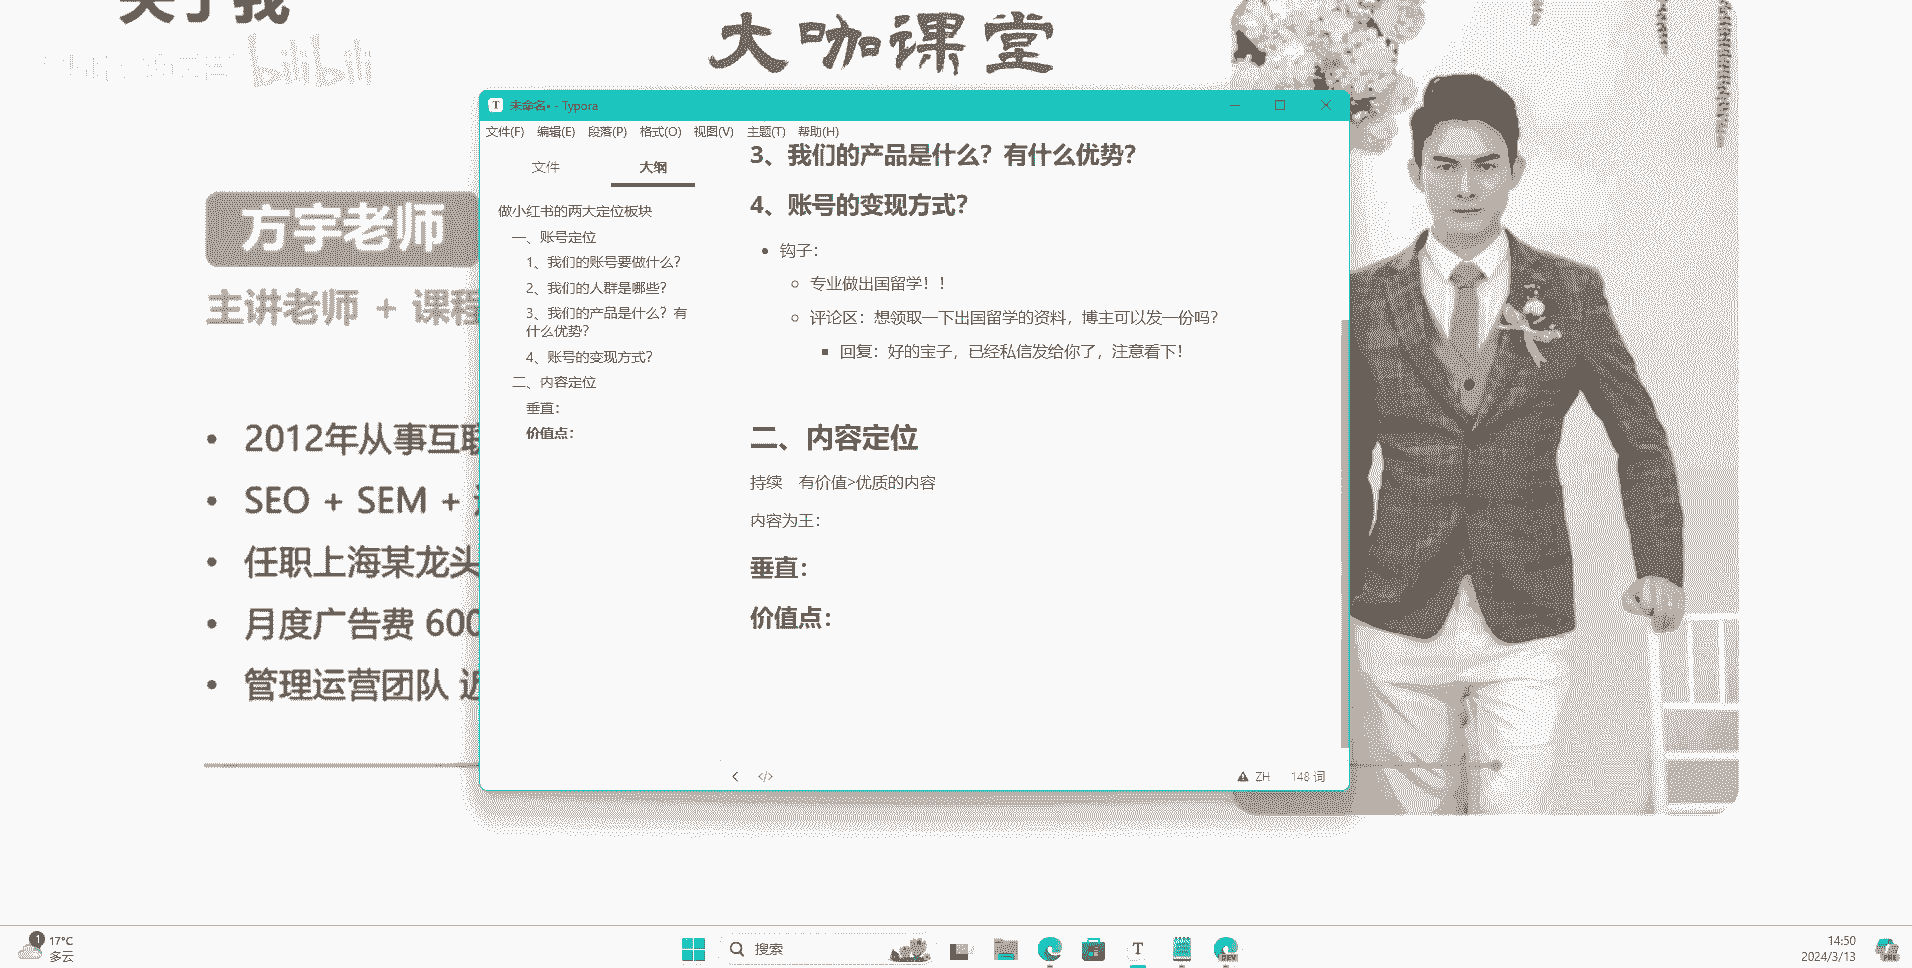 关于我
bilibili
大咖课堂
方宇老师
主讲老师 + 课程
2012年从事互联
SEO + SEM +
任职上海某龙头
月度广告费 600
管理运营团队 近
未命名• - Typora
文件(F) 编辑(E) 段落(P) 格式(O) 视图(V) 主题(T) 帮助(H)
文件 大纲
做小红书的两大定位板块
一、账号定位
1、我们的账号要做什么？
2、我们的人群是哪些？
3、我们的产品是什么？有
什么优势？
4、账号的变现方式？
二、内容定位
垂直：
价值点：
3、我们的产品是什么？有什么优势？
4、账号的变现方式？
钩子：
专业做出国留学！！
评论区：想领取一下出国留学的资料，博主可以发一份吗？
回复：好的宝子，已经私信发给你了，注意看下！
二、内容定位
持续 有价值>优质的内容
内容为王：
垂直：
价值点：
</> ZH 148 词
1
17°C
多云
搜索
T
DEV
14:50
2024/3/13
PRE